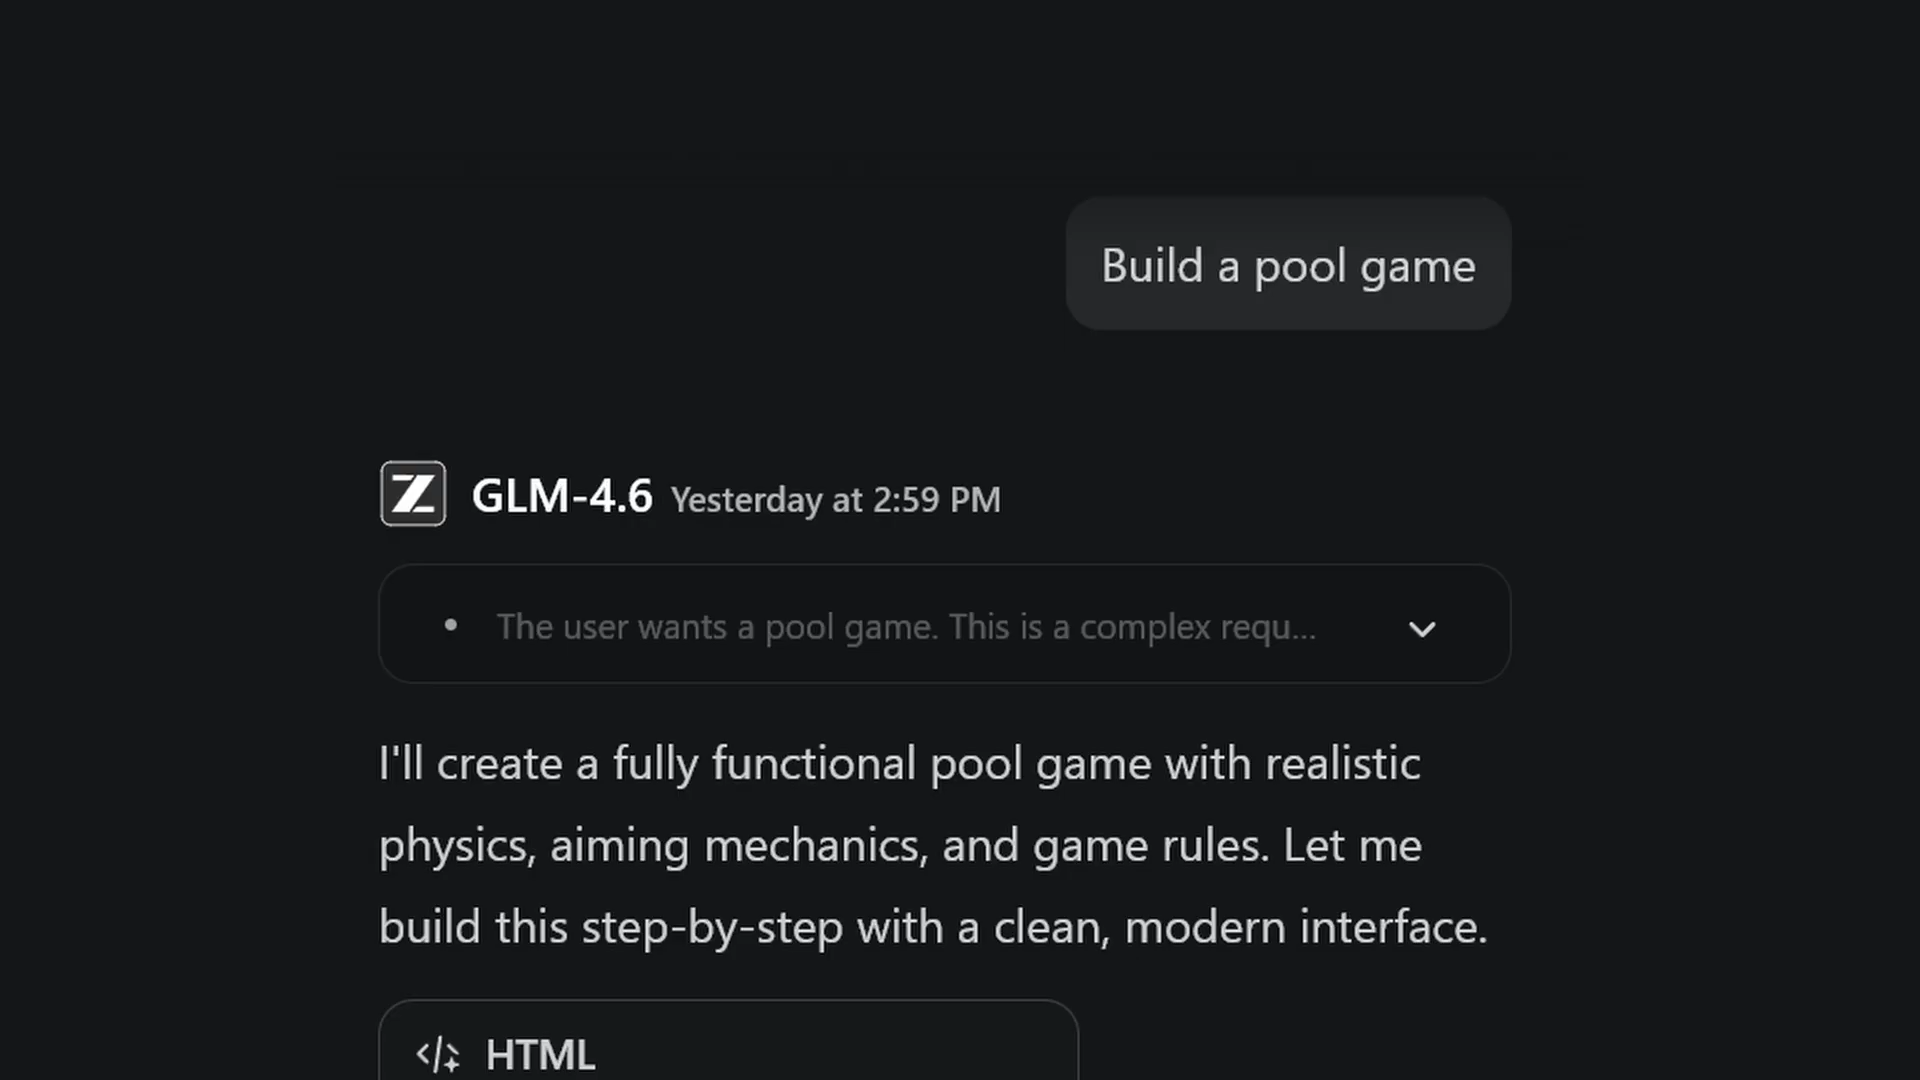 Build a pool game
GLM-4.6 Yesterday at 2:59 PM
The user wants a pool game. This is a complex requ...
I'll create a fully functional pool game with realistic
physics, aiming mechanics, and game rules. Let me
build this step-by-step with a clean, modern interface.
HTML